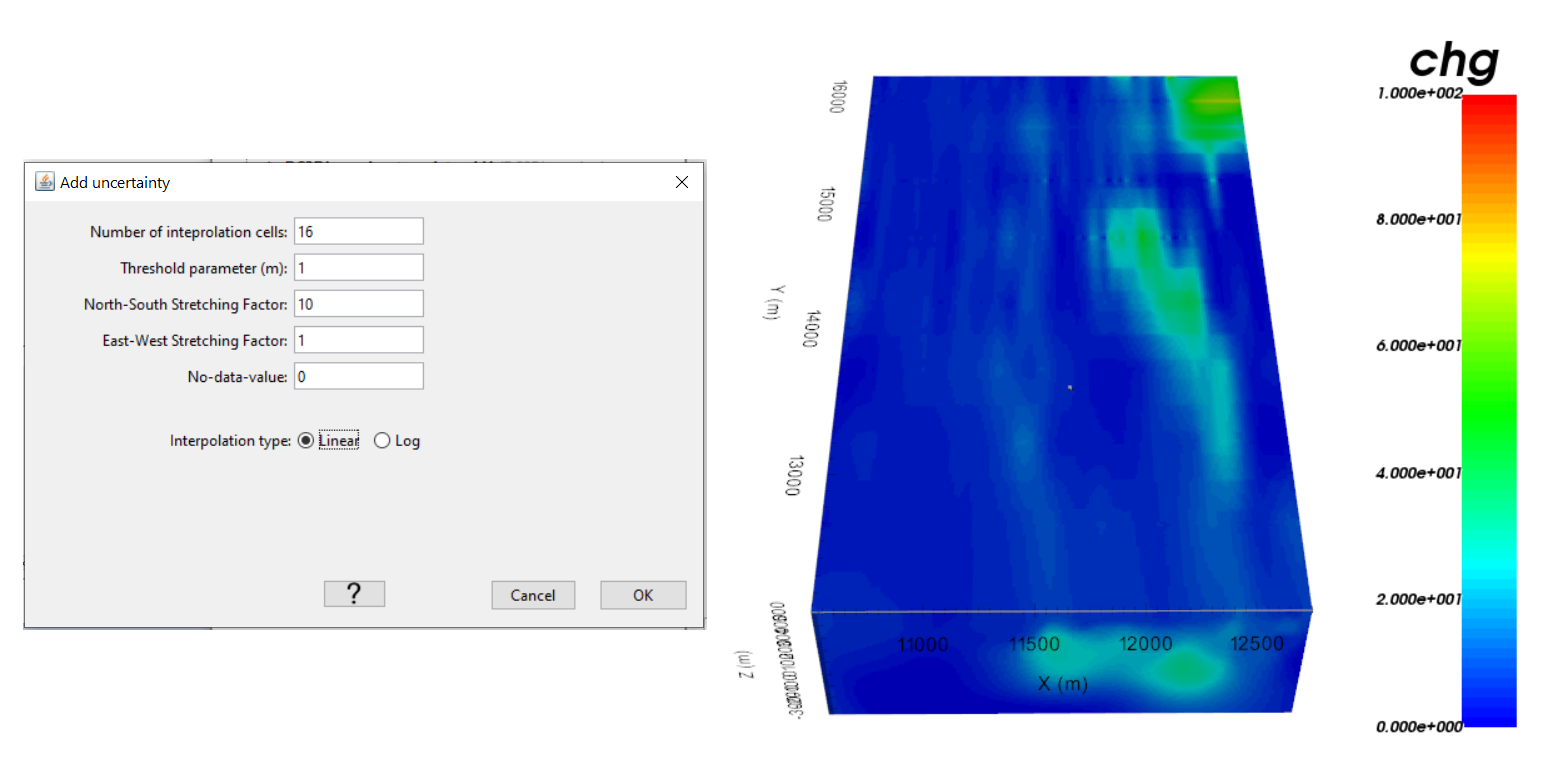 Add uncertainty
Number of inteprolation cells: 16
Threshold parameter (m): 1
North-South Stretching Factor: 10
East-West Stretching Factor: 1
No-data-value: 0
Interpolation type: Linear Log
? Cancel OK
16000
15000
Y (m)
14000
13000
Z (m)
11000 11500 12000 12500
X (m)
chg
1.000e+002
8.000e+001
6.000e+001
4.000e+001
2.000e+001
0.000e+000